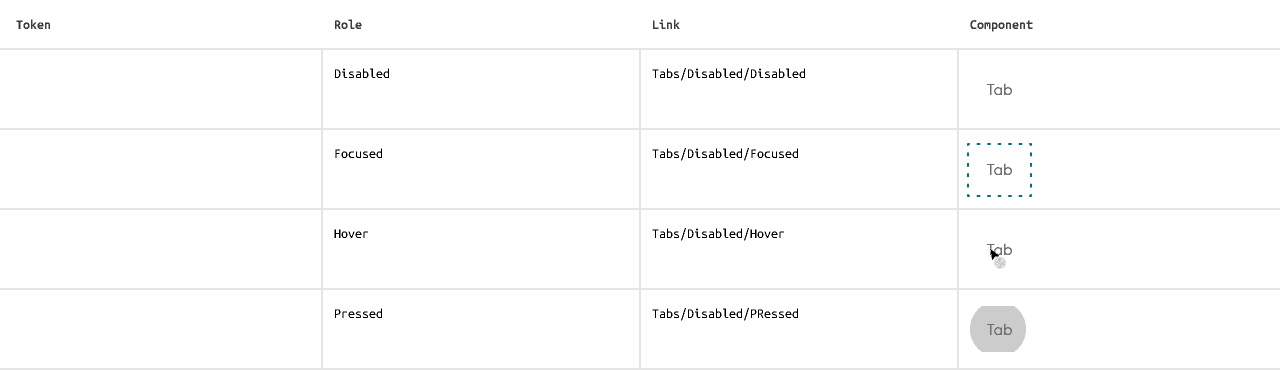 Token Role Link Component
Disabled Tabs/Disabled/Disabled Tab
Focused Tabs/Disabled/Focused Tab
Hover Tabs/Disabled/Hover Tab
Pressed Tabs/Disabled/PRessed Tab